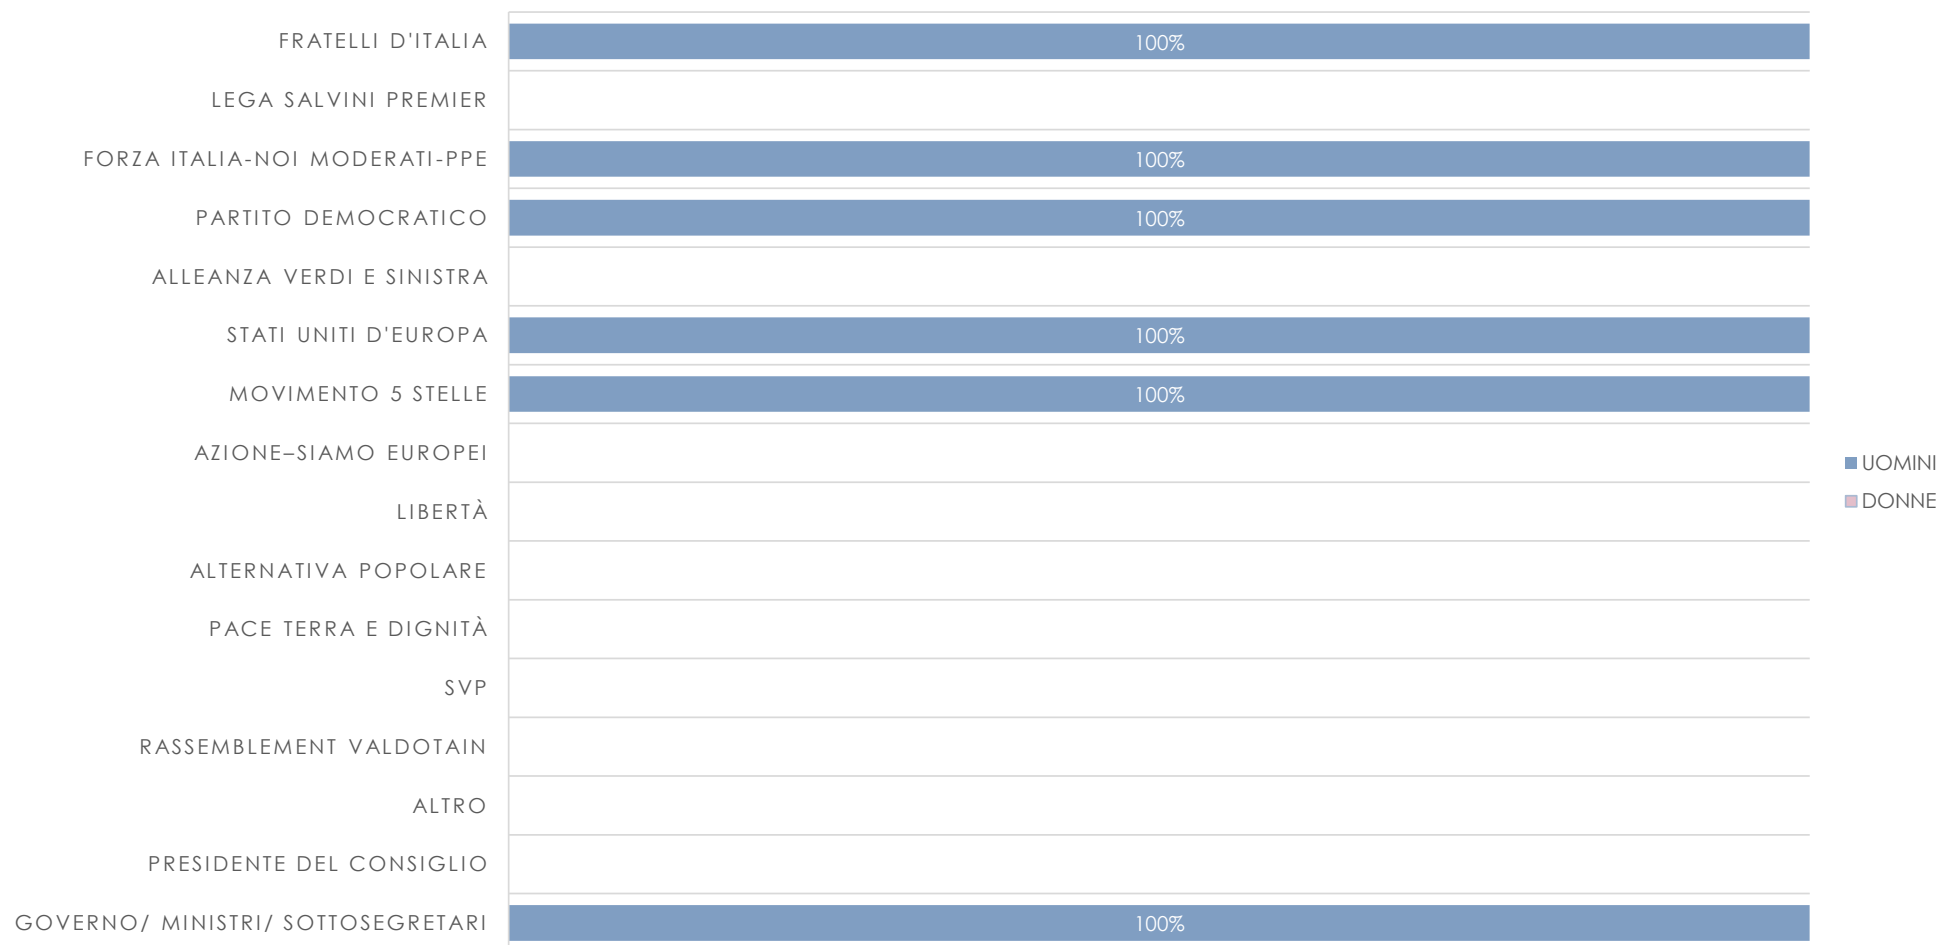 FRATELLI D'ITALIA 100%
LEGA SALVINI PREMIER
FORZA ITALIA-NOI MODERATI-PPE 100%
PARTITO DEMOCRATICO 100%
ALLEANZA VERDI E SINISTRA
STATI UNITI D'EUROPA 100%
MOVIMENTO 5 STELLE 100%
AZIONE–SIAMO EUROPEI
LIBERTÀ
ALTERNATIVA POPOLARE
PACE TERRA E DIGNITÀ
SVP
RASSEMBLEMENT VALDOTAIN
ALTRO
PRESIDENTE DEL CONSIGLIO
GOVERNO/ MINISTRI/ SOTTOSEGRETARI 100%
UOMINI
DONNE